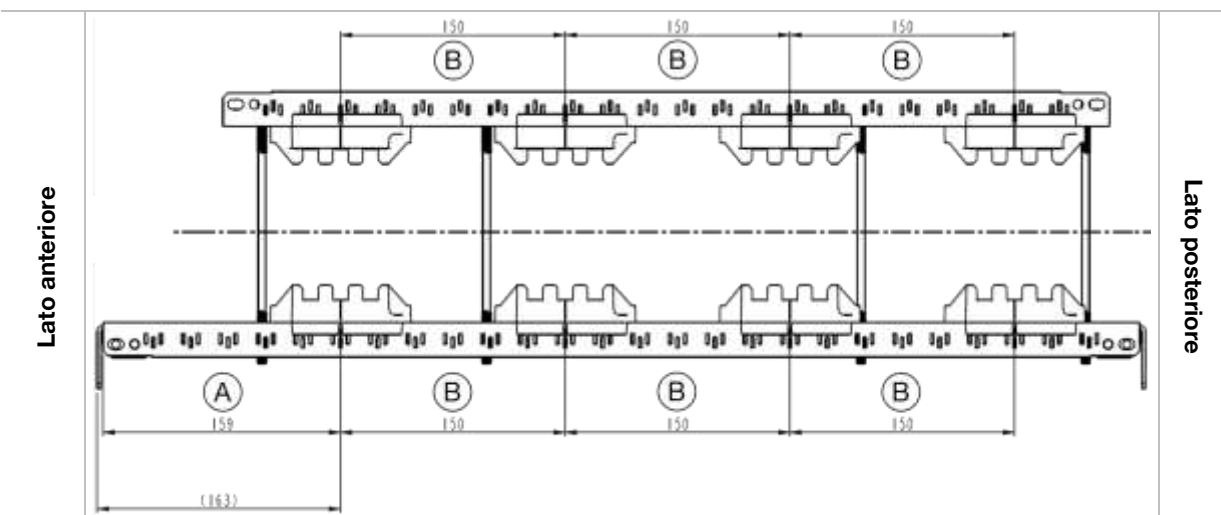 150 150 150
B B B
Lato anteriore
Lato posteriore
A B B B
159 150 150 150
(163)